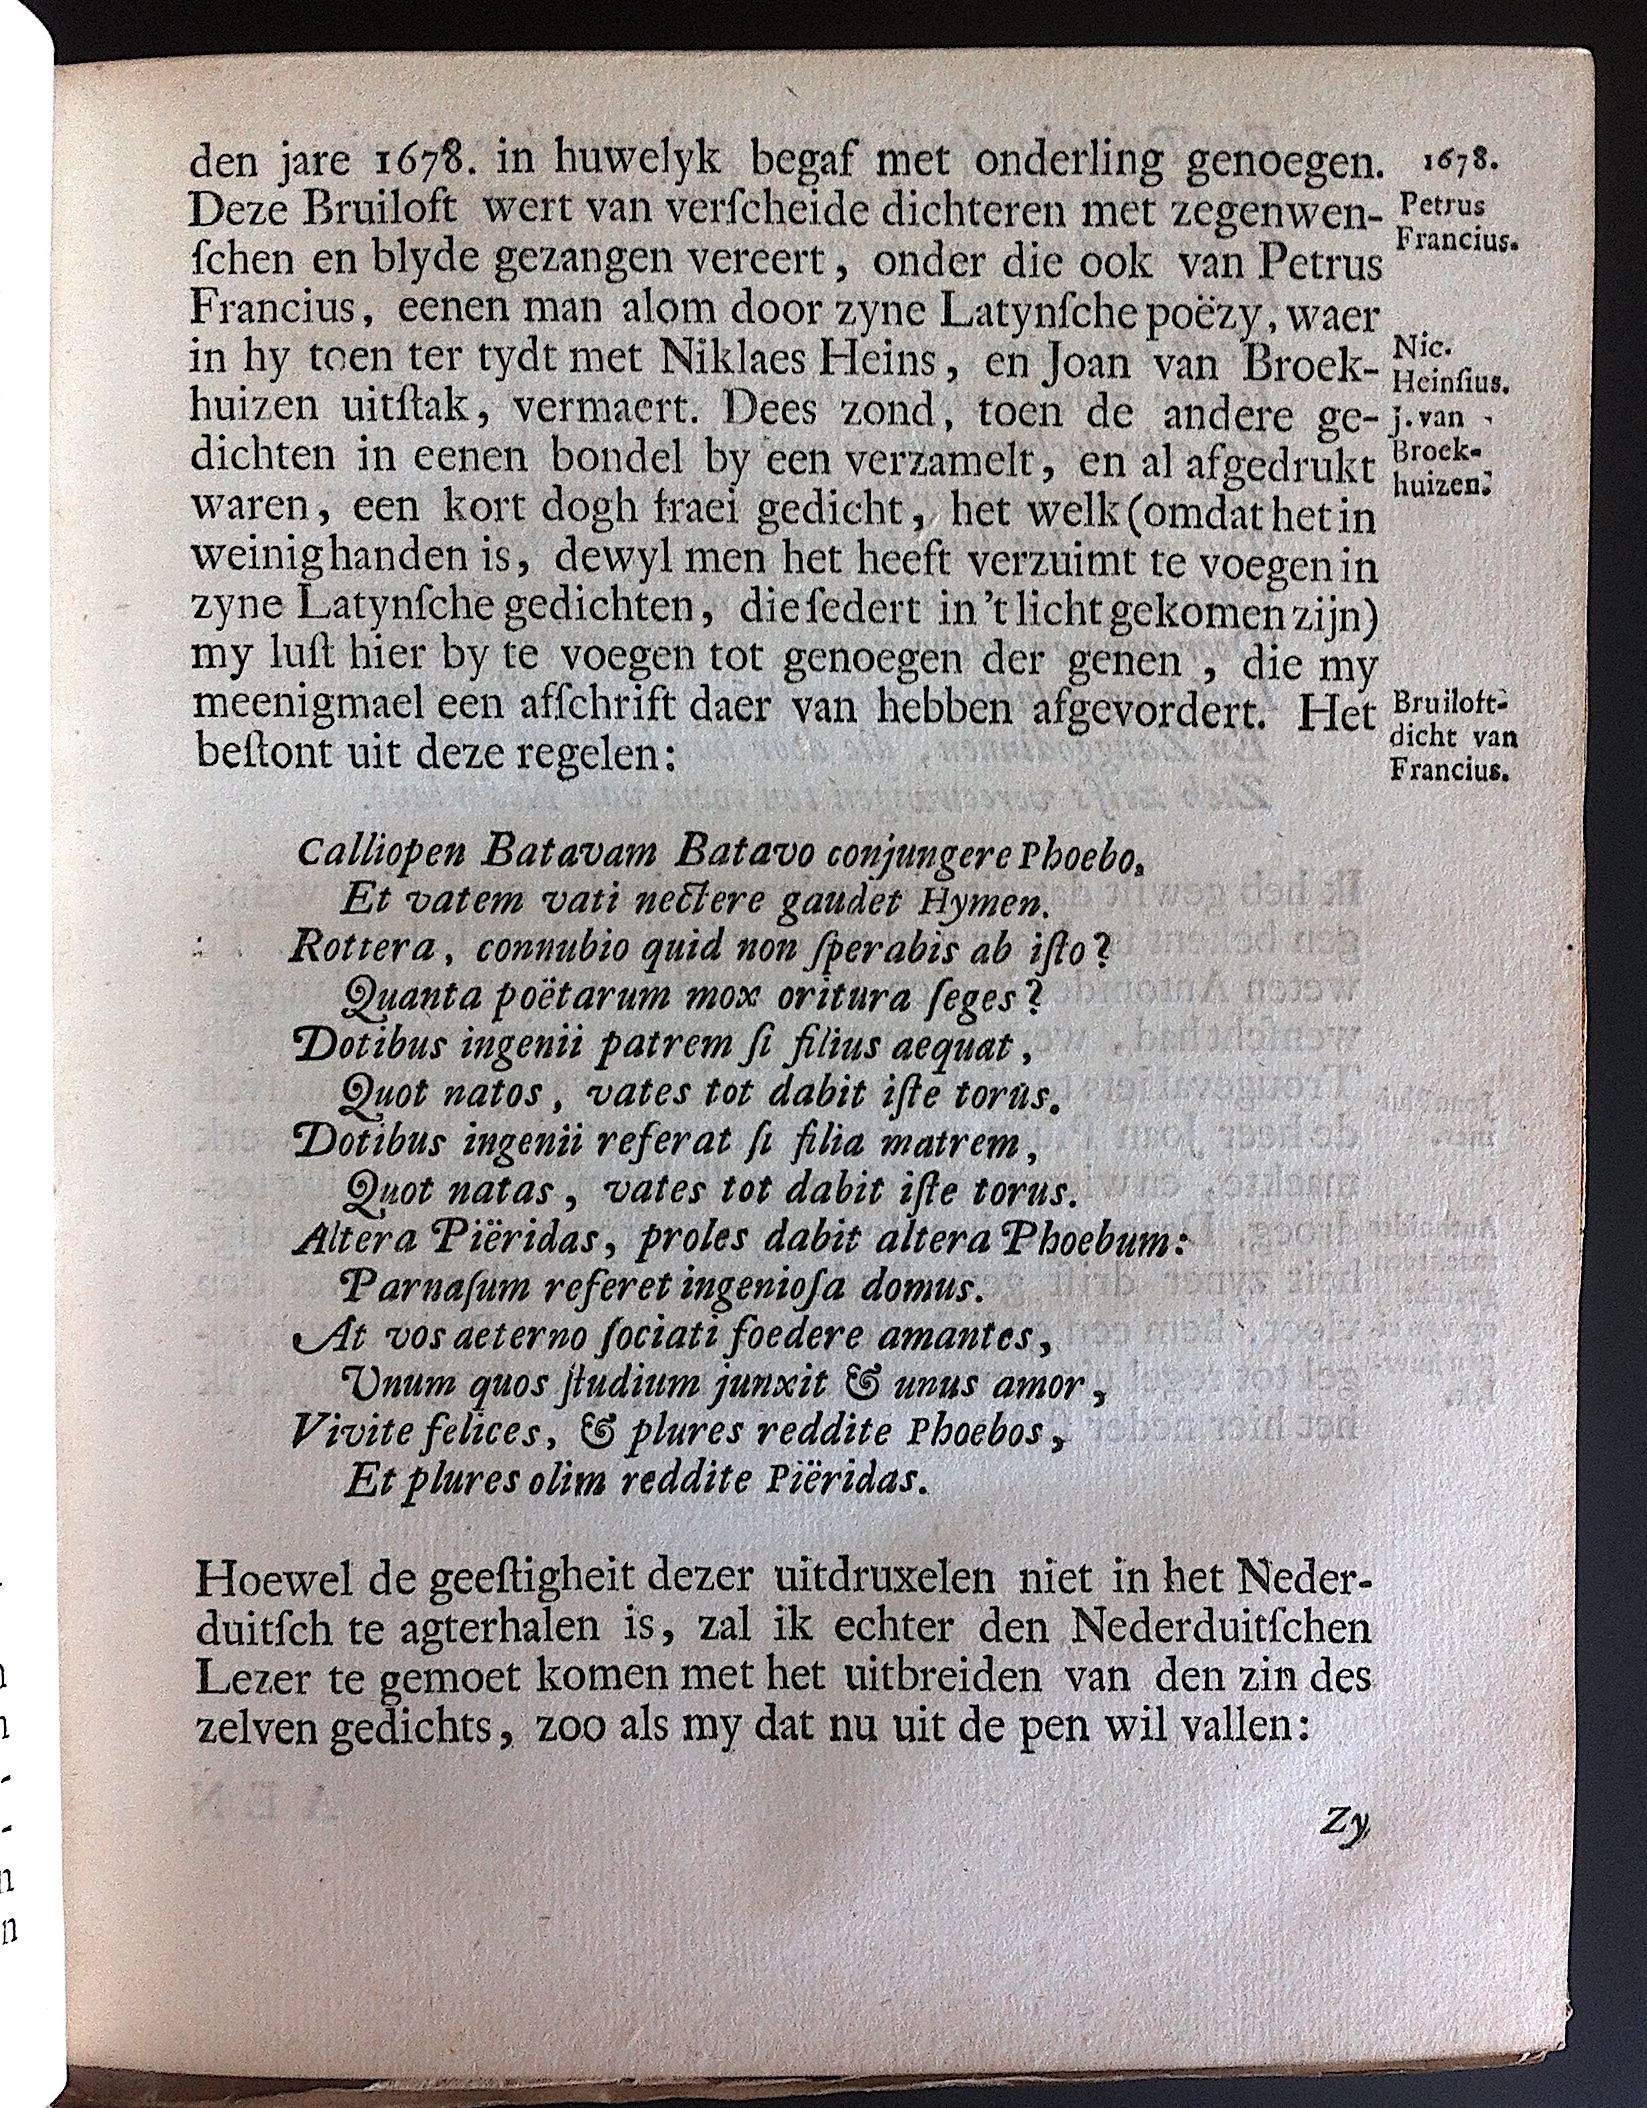 den jare 1678. in huwelyk begaf met onderling genoegen.
Deze Bruiloft wert van verſcheide dichteren met zegenwen-
ſchen en blyde gezangen vereert, onder die ook van Petrus
Francius, eenen man alom door zyne Latynſche poëzy, waer
in hy toen ter tydt met Niklaes Heins, en Joan van Broek-
huizen uitſtak, vermaert. Dees zond, toen de andere ge-
dichten in eenen bondel by een verzamelt, en al afgedrukt
waren, een kort dogh fraei gedicht, het welk (omdat het in
weinig handen is, dewyl men het heeft verzuimt te voegen in
zyne Latynſche gedichten, die ſedert in 't licht gekomen zijn)
my luſt hier by te voegen tot genoegen der genen, die my
meenigmael een afſchrift daer van hebben afgevordert. Het
beſtont uit deze regelen:
1678.
Petrus
Francius.
Nic.
Heinſius.
J. van
Broek-
huizen.
Bruiloft-
dicht van
Francius.
Calliopen Batavam Batavo conjungere Phoebo,
Et vatem vati nectere gaudet Hymen.
Rottera, connubio quid non ſperabis ab iſto?
Quanta poëtarum mox oritura ſeges?
Dotibus ingenii patrem ſi filius aequat,
Quot natos, vates tot dabit iſte torus.
Dotibus ingenii referat ſi filia matrem,
Quot natas, vates tot dabit iſte torus.
Altera Piëridas, proles dabit altera Phoebum:
Parnaſum referet ingenioſa domus.
At vos aeterno ſociati foedere amantes,
Unum quos ſtudium junxit & unus amor,
Vivite felices, & plures reddite Phoebos,
Et plures olim reddite Piëridas.
Hoewel de geeſtigheit dezer uitdruxelen niet in het Neder-
duitſch te agterhalen is, zal ik echter den Nederduitſchen
Lezer te gemoet komen met het uitbreiden van den zin des
zelven gedichts, zoo als my dat nu uit de pen wil vallen:
Zy